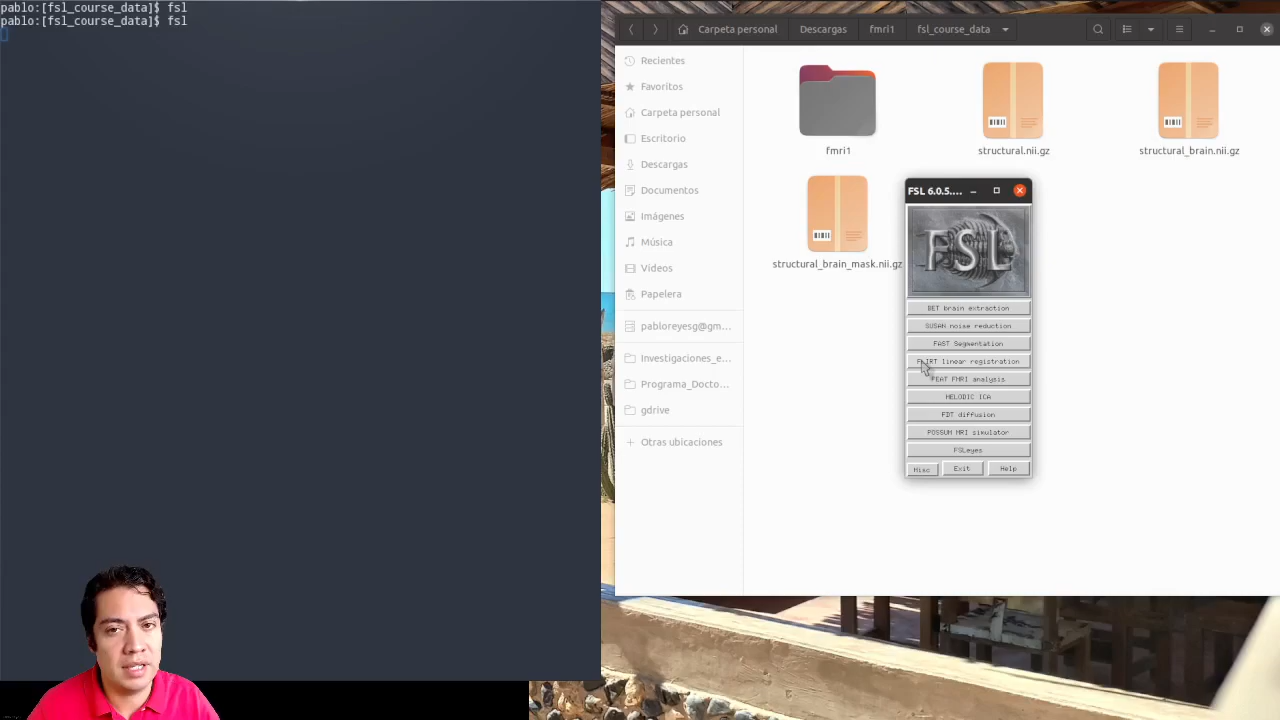 pablo:[fsl_course_data]$ fsl
pablo:[fsl_course_data]$ fsl
Carpeta personal
Descargas
fmri1
fsl_course_data
Recientes
Favoritos
Carpeta personal
Escritorio
Descargas
Documentos
Imágenes
Música
Vídeos
Papelera
pabloreyesg@gm...
Investigaciones_e...
Programa_Docto...
gdrive
Otras ubicaciones
fmri1
structural.nii.gz
structural_brain.nii.gz
structural_brain_mask.nii.gz
FSL 6.0.5....
FSL
BET brain extraction
SUSAN noise reduction
FAST Segmentation
FLIRT linear registration
FEAT FMRI analysis
MELODIC ICA
FDT diffusion
POSSUM MRI simulator
FSLeyes
Misc
Exit
Help